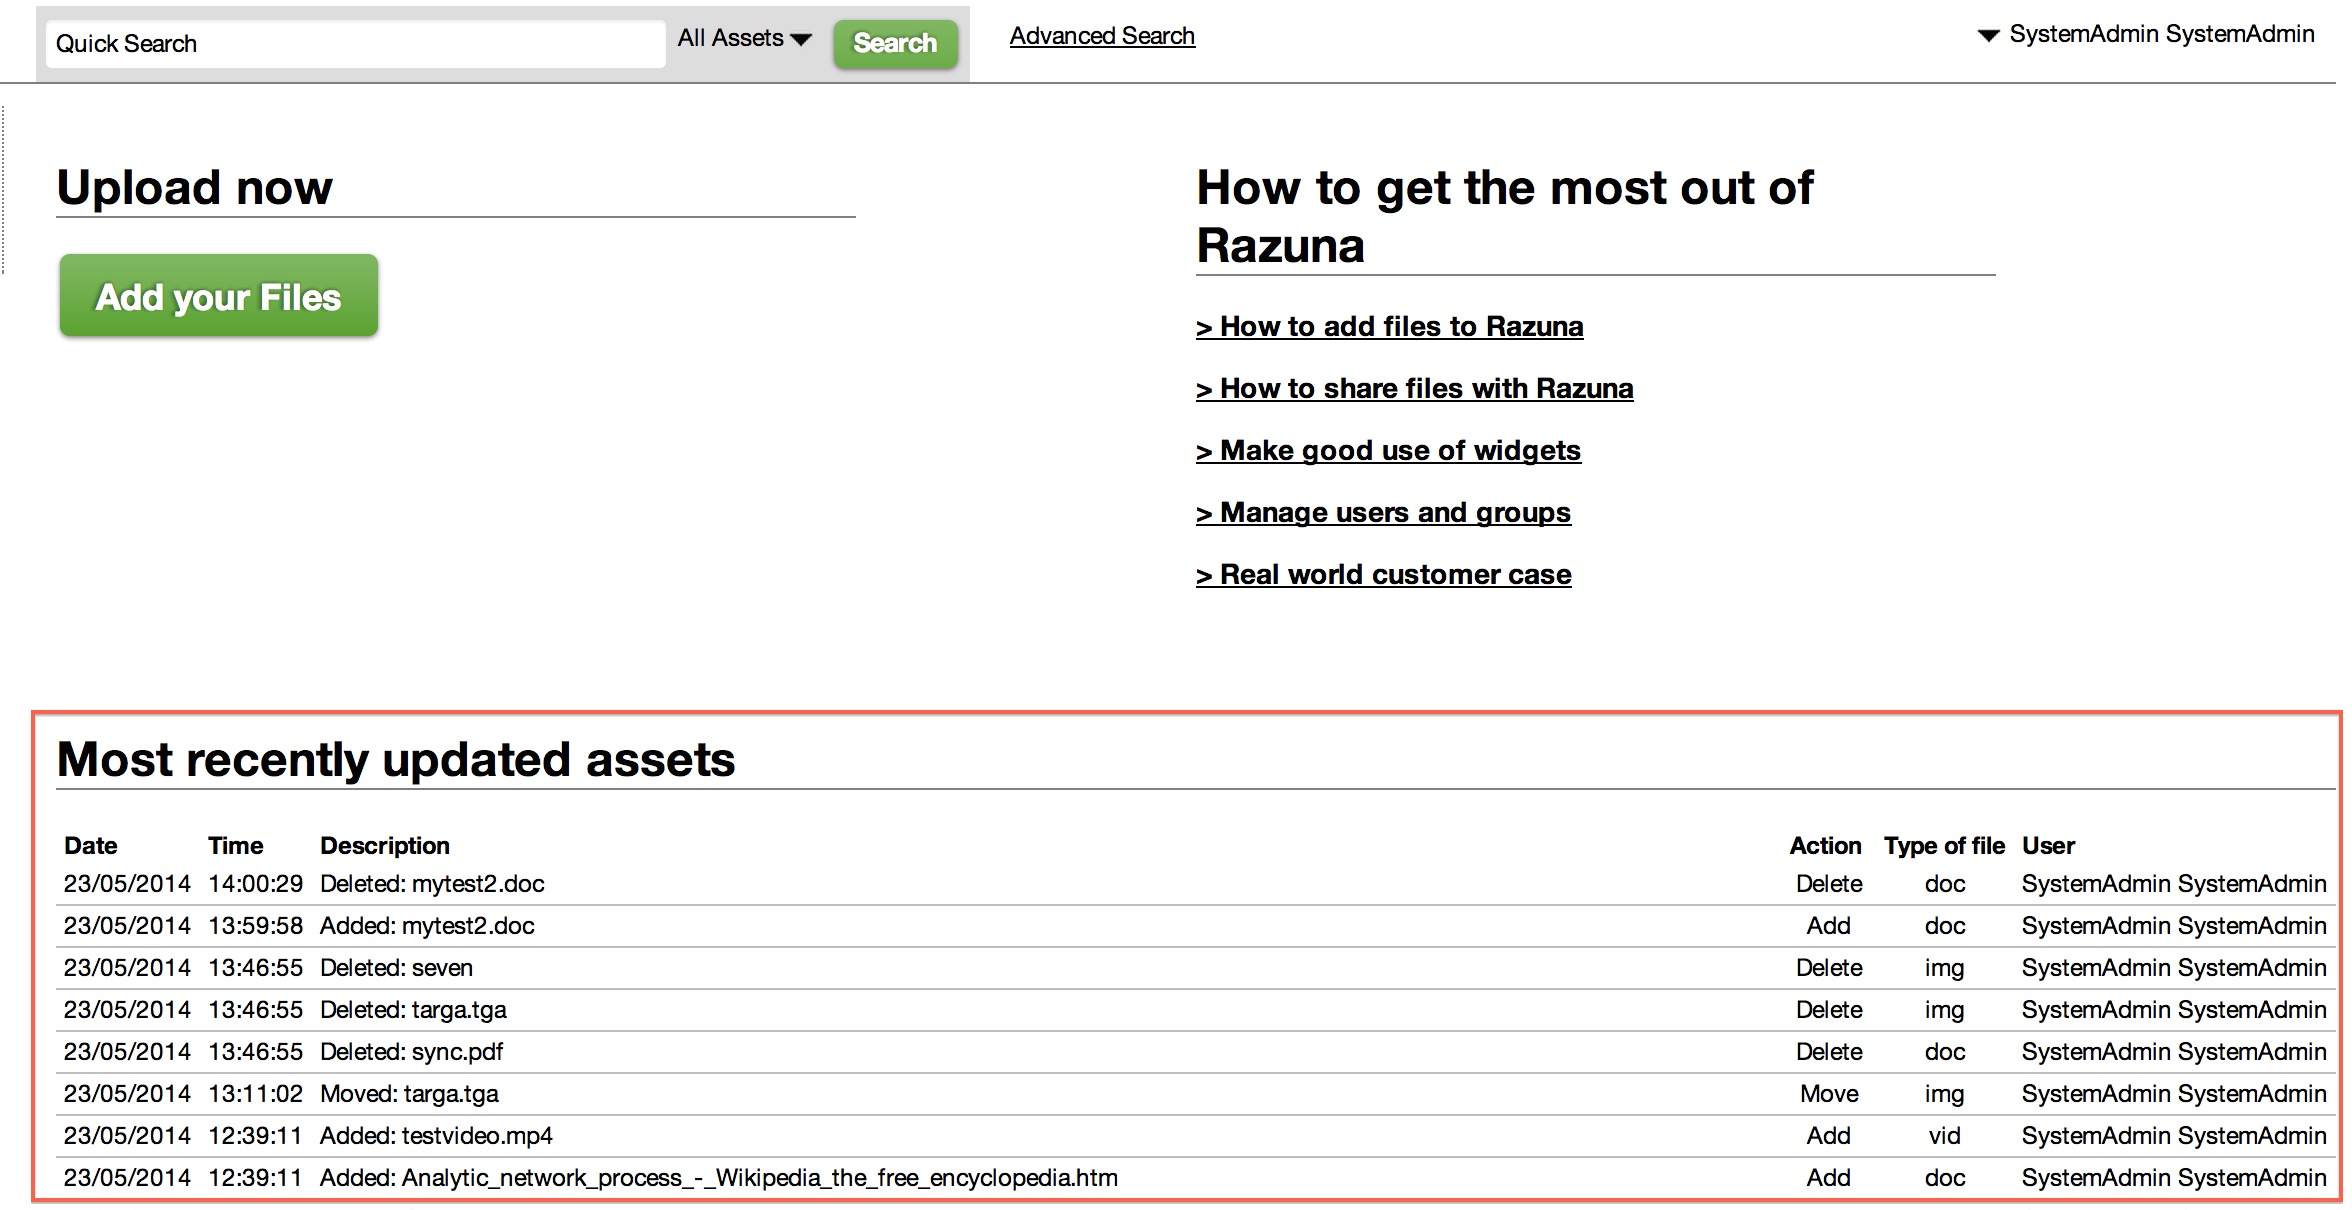 Quick Search All Assets Search Advanced Search SystemAdmin SystemAdmin
Upload now
Add your Files
How to get the most out of
Razuna
> How to add files to Razuna
> How to share files with Razuna
> Make good use of widgets
> Manage users and groups
> Real world customer case
Most recently updated assets
Date Time Description Action Type of file User
23/05/2014 14:00:29 Deleted: mytest2.doc Delete doc SystemAdmin SystemAdmin
23/05/2014 13:59:58 Added: mytest2.doc Add doc SystemAdmin SystemAdmin
23/05/2014 13:46:55 Deleted: seven Delete img SystemAdmin SystemAdmin
23/05/2014 13:46:55 Deleted: targa.tga Delete img SystemAdmin SystemAdmin
23/05/2014 13:46:55 Deleted: sync.pdf Delete doc SystemAdmin SystemAdmin
23/05/2014 13:11:02 Moved: targa.tga Move img SystemAdmin SystemAdmin
23/05/2014 12:39:11 Added: testvideo.mp4 Add vid SystemAdmin SystemAdmin
23/05/2014 12:39:11 Added: Analytic_network_process_-_Wikipedia_the_free_encyclopedia.htm Add doc SystemAdmin SystemAdmin